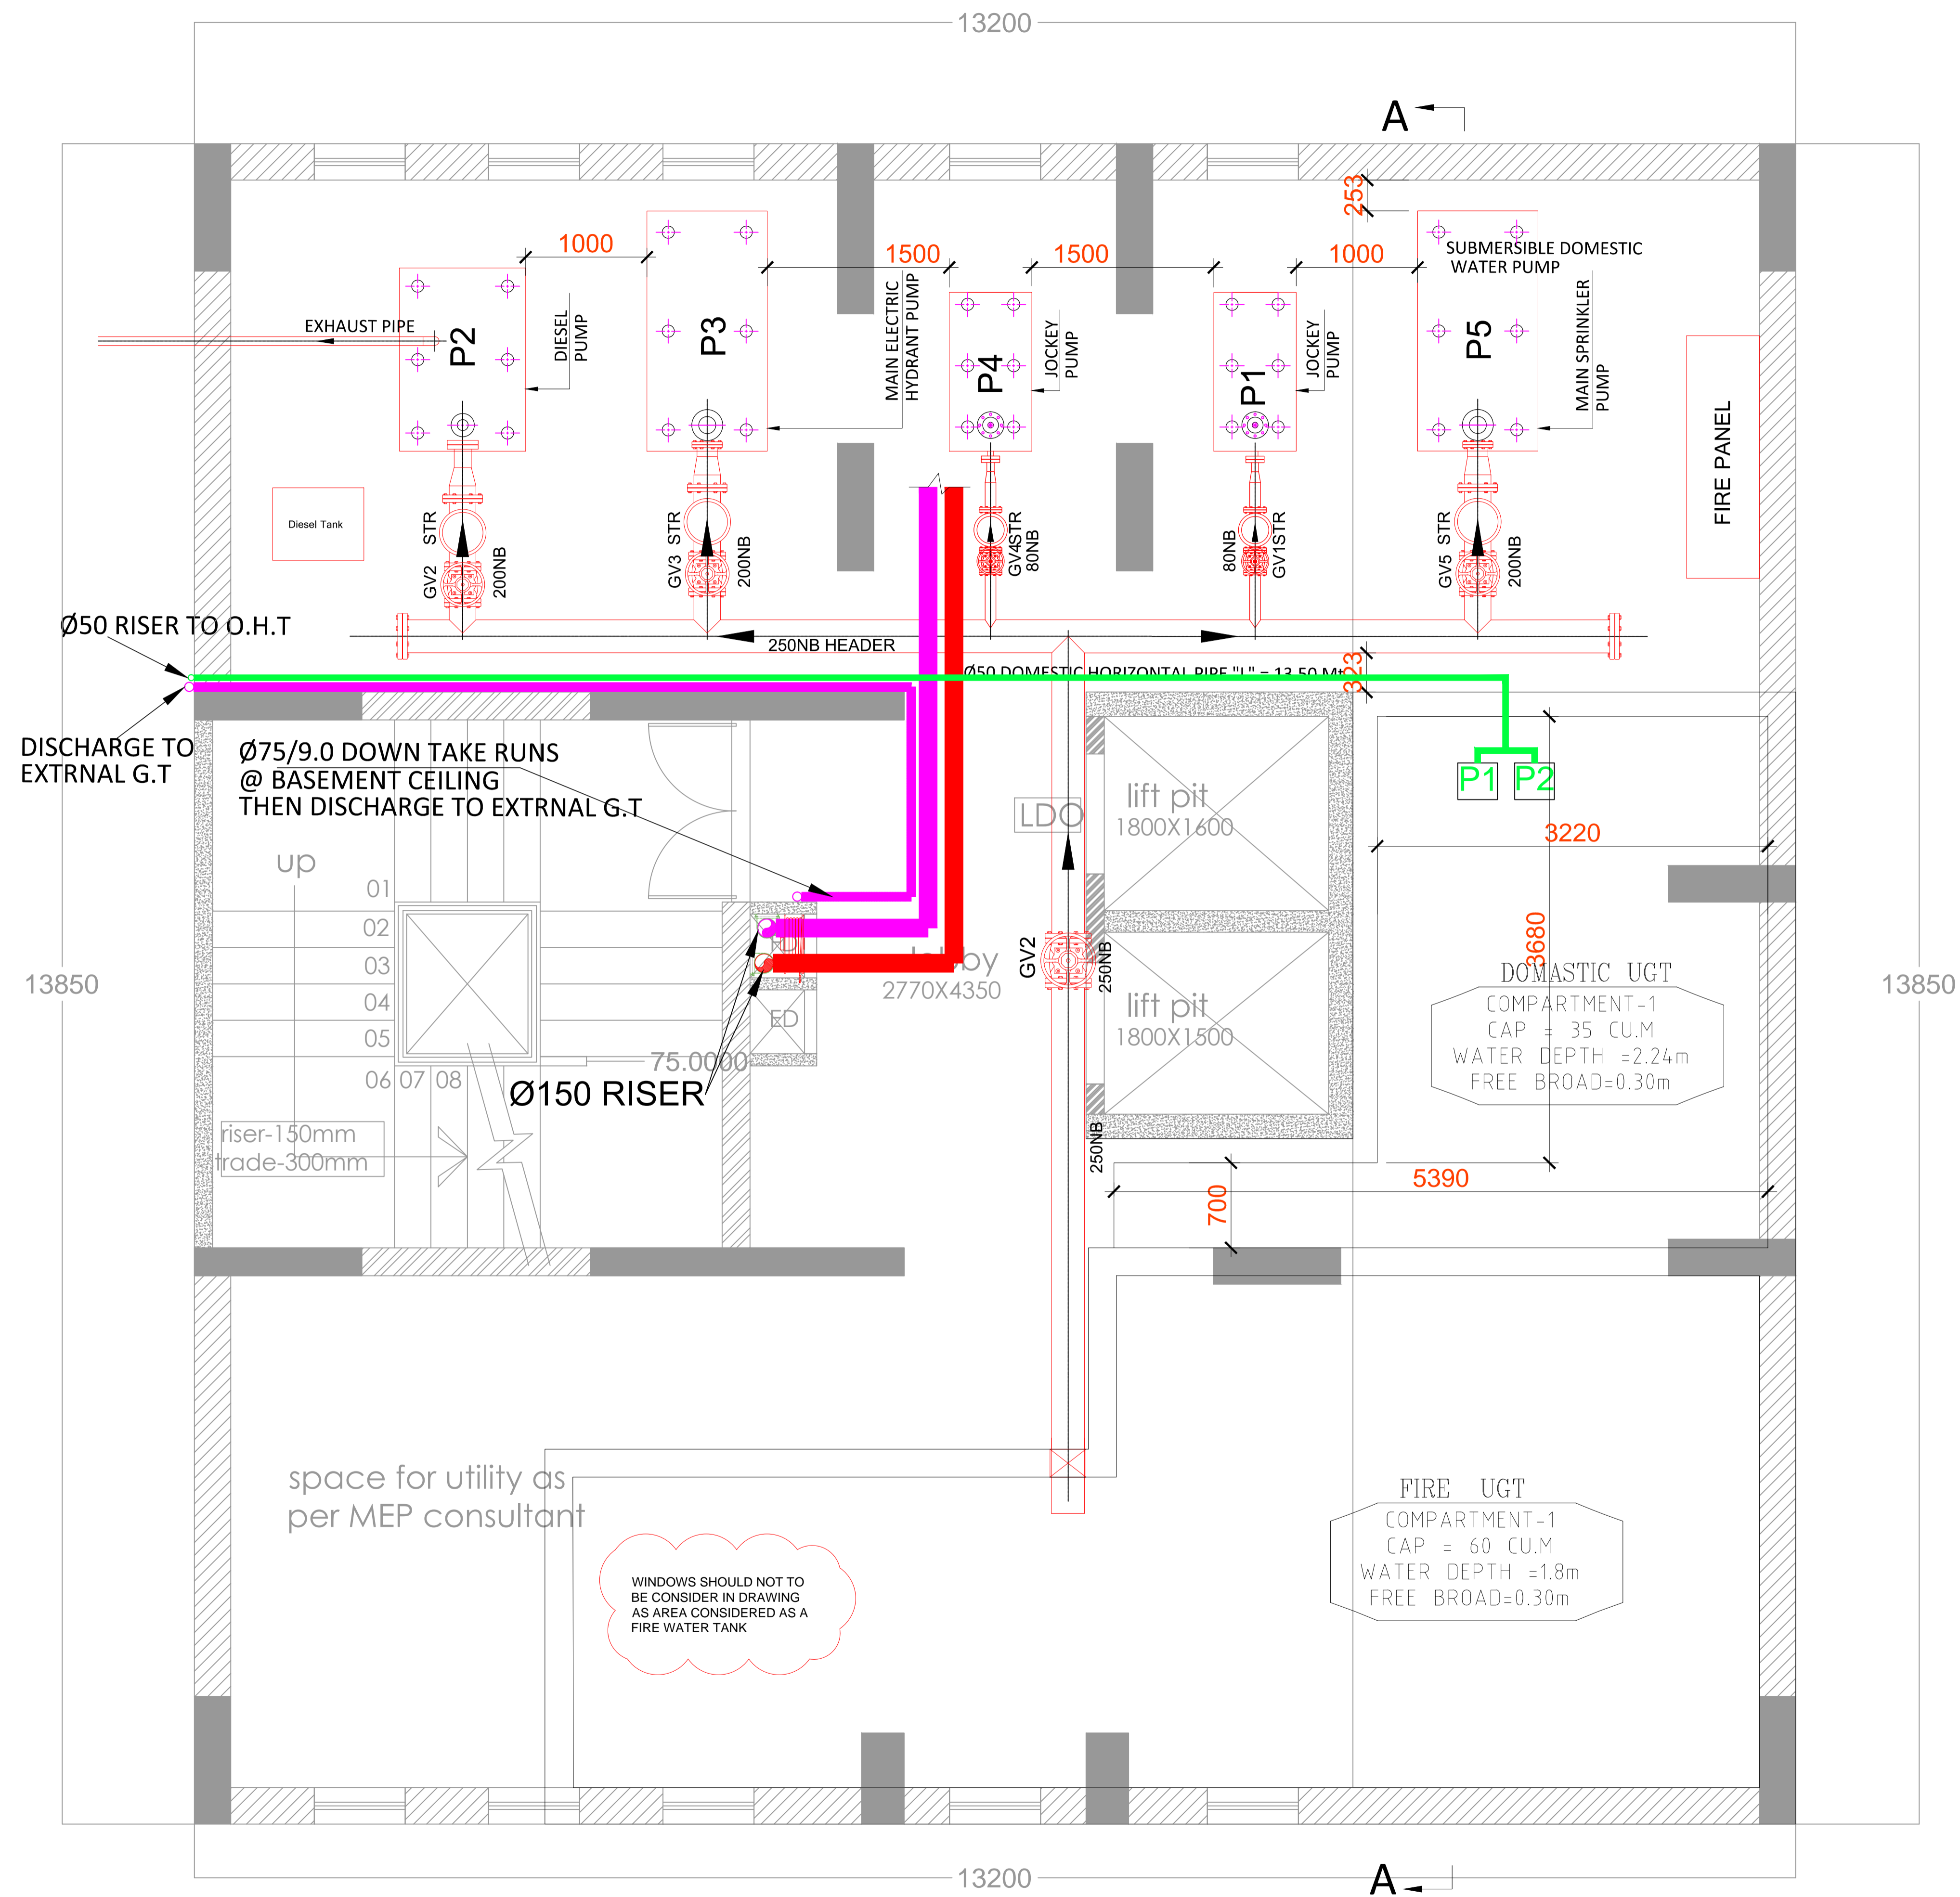 13200
A
253
1000
1500
1500
1000
SUBMERSIBLE DOMESTIC
WATER PUMP
EXHAUST PIPE
P2
DIESEL
PUMP
P3
MAIN ELECTRIC
HYDRANT PUMP
P4
JOCKEY
PUMP
P1
JOCKEY
PUMP
P5
MAIN SPRINKLER
PUMP
FIRE PANEL
Diesel Tank
GV2 STR
200NB
GV3 STR
200NB
GV4STR
80NB
80NB
GV1STR
GV5 STR
200NB
Ø50 RISER TO O.H.T
250NB HEADER
Ø50 DOMESTIC HORIZONTAL PIPE "L" = 13.50 Mt
323
DISCHARGE TO
EXTRNAL G.T
Ø75/9.0 DOWN TAKE RUNS
@ BASEMENT CEILING
THEN DISCHARGE TO EXTRNAL G.T
P1 P2
LDO
lift pit
1800X1600
3220
up
01
02
03
04
05
06 07 08
3680
GV2
250NB
lobby
2770X4350
lift pit
1800X1500
ED
75.0000
Ø150 RISER
13850
13850
DOMASTIC UGT
COMPARTMENT-1
CAP = 35 CU.M
WATER DEPTH =2.24m
FREE BROAD=0.30m
riser-150mm
trade-300mm
250NB
700
5390
space for utility as
per MEP consultant
FIRE UGT
COMPARTMENT-1
CAP = 60 CU.M
WATER DEPTH =1.8m
FREE BROAD=0.30m
WINDOWS SHOULD NOT TO
BE CONSIDER IN DRAWING
AS AREA CONSIDERED AS A
FIRE WATER TANK
13200
A